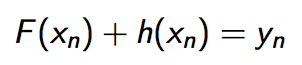 F(xₙ) + h(xₙ) = yₙ